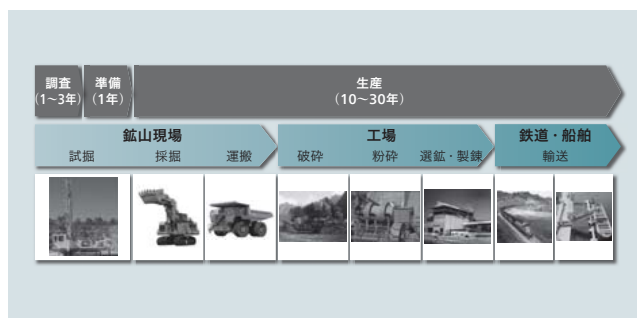 調査
（1～3年）
準備
（1年）
生産
（10～30年）
鉱山現場
試掘 採掘 運搬
工場
破砕 粉砕 選鉱・製錬
鉄道・船舶
輸送